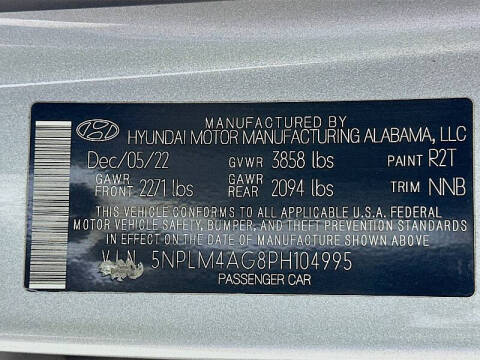 MANUFACTURED BY
HYUNDAI MOTOR MANUFACTURING ALABAMA, LLC
Dec/05/22 GVWR 3858 lbs PAINT R2T
GAWR FRONT 2271 lbs GAWR REAR 2094 lbs TRIM NNB
THIS VEHICLE CONFORMS TO ALL APPLICABLE U.S.A. FEDERAL
MOTOR VEHICLE SAFETY, BUMPER, AND THEFT PREVENTION
STANDARDS IN EFFECT ON THE DATE OF MANUFACTURE SHOWN ABOVE.
V.I.N. 5NPLM4AG8PH104995
PASSENGER CAR